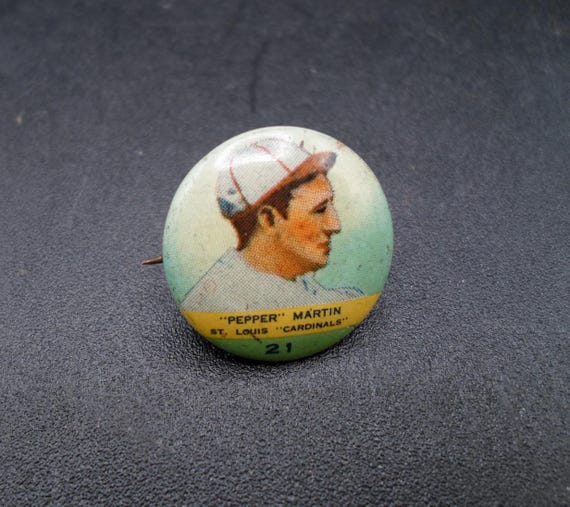 "PEPPER" MARTIN
ST. LOUIS "CARDINALS"
21